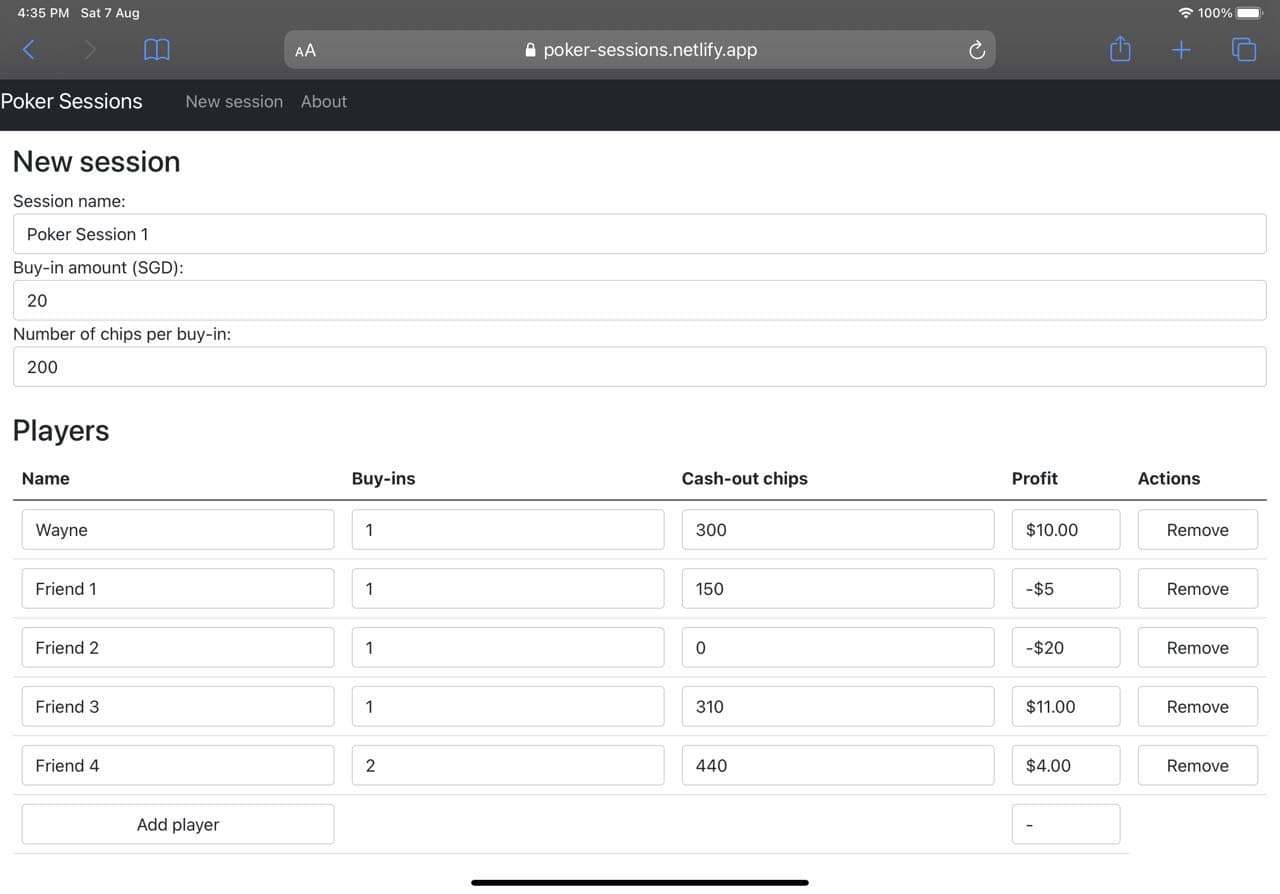 4:35 PM Sat 7 Aug 100%
AA poker-sessions.netlify.app
Poker Sessions New session About
New session
Session name:
Poker Session 1
Buy-in amount (SGD):
20
Number of chips per buy-in:
200
Players
Name Buy-ins Cash-out chips Profit Actions
Wayne 1 300 $10.00 Remove
Friend 1 1 150 -$5 Remove
Friend 2 1 0 -$20 Remove
Friend 3 1 310 $11.00 Remove
Friend 4 2 440 $4.00 Remove
Add player -